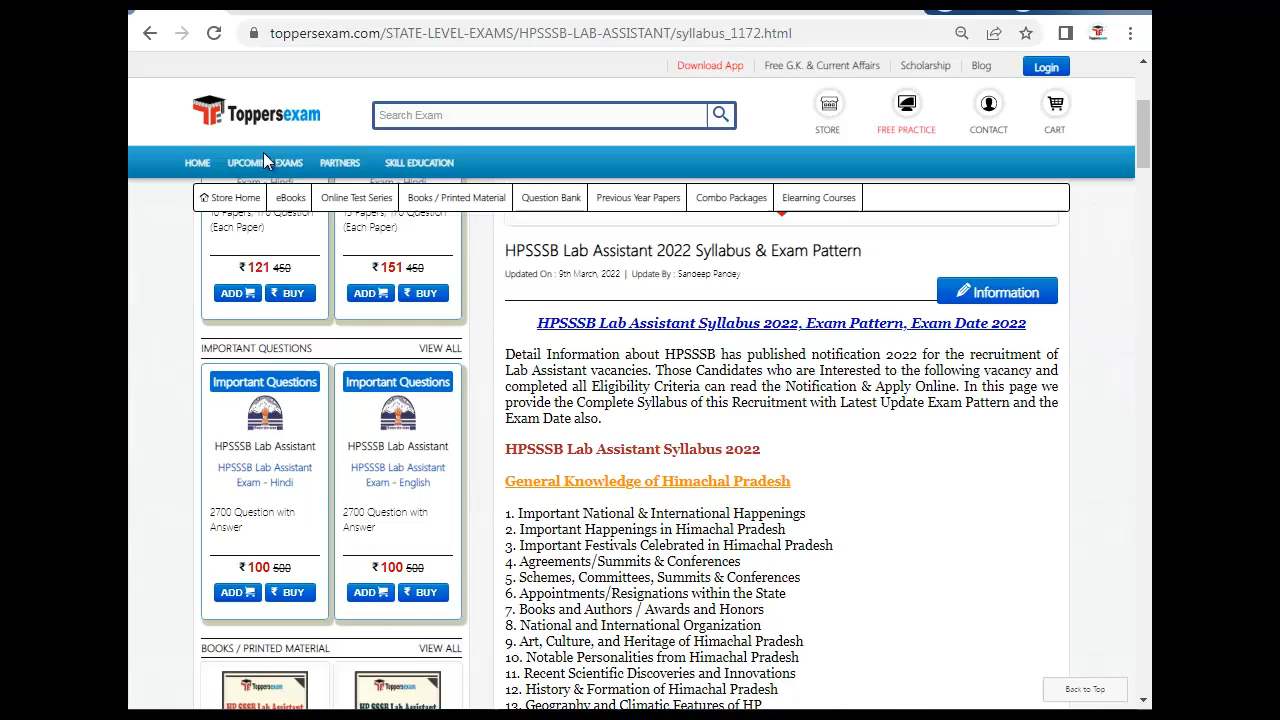 toppersexam.com/STATE-LEVEL-EXAMS/HPSSSB-LAB-ASSISTANT/syllabus_1172.html
Download App
Free G.K. & Current Affairs
Scholarship
Blog
Login
Toppersexam
Search Exam
STORE
FREE PRACTICE
CONTACT
CART
HOME
UPCOMING EXAMS
PARTNERS
SKILL EDUCATION
Store Home
eBooks
Online Test Series
Books / Printed Material
Question Bank
Previous Year Papers
Combo Packages
Elearning Courses
(Each Paper)
(Each Paper)
₹ 121 450
₹ 151 450
ADD
₹ BUY
ADD
₹ BUY
IMPORTANT QUESTIONS
VIEW ALL
Important Questions
Important Questions
HPSSSB Lab Assistant
HPSSSB Lab Assistant
HPSSSB Lab Assistant
Exam - Hindi
HPSSSB Lab Assistant
Exam - English
2700 Question with
Answer
2700 Question with
Answer
₹ 100 500
₹ 100 500
ADD
₹ BUY
ADD
₹ BUY
BOOKS / PRINTED MATERIAL
VIEW ALL
Toppersexam
Toppersexam
HPSSSB Lab Assistant 2022 Syllabus & Exam Pattern
Updated On : 9th March, 2022 | Update By : Sandeep Pandey
Information
HPSSSB Lab Assistant Syllabus 2022, Exam Pattern, Exam Date 2022
Detail Information about HPSSSB has published notification 2022 for the recruitment of
Lab Assistant vacancies. Those Candidates who are Interested to the following vacancy and
completed all Eligibility Criteria can read the Notification & Apply Online. In this page we
provide the Complete Syllabus of this Recruitment with Latest Update Exam Pattern and the
Exam Date also.
HPSSSB Lab Assistant Syllabus 2022
General Knowledge of Himachal Pradesh
1. Important National & International Happenings
2. Important Happenings in Himachal Pradesh
3. Important Festivals Celebrated in Himachal Pradesh
4. Agreements/Summits & Conferences
5. Schemes, Committees, Summits & Conferences
6. Appointments/Resignations within the State
7. Books and Authors / Awards and Honors
8. National and International Organization
9. Art, Culture, and Heritage of Himachal Pradesh
10. Notable Personalities from Himachal Pradesh
11. Recent Scientific Discoveries and Innovations
12. History & Formation of Himachal Pradesh
13. Geography and Climatic Features of HP
Back to Top